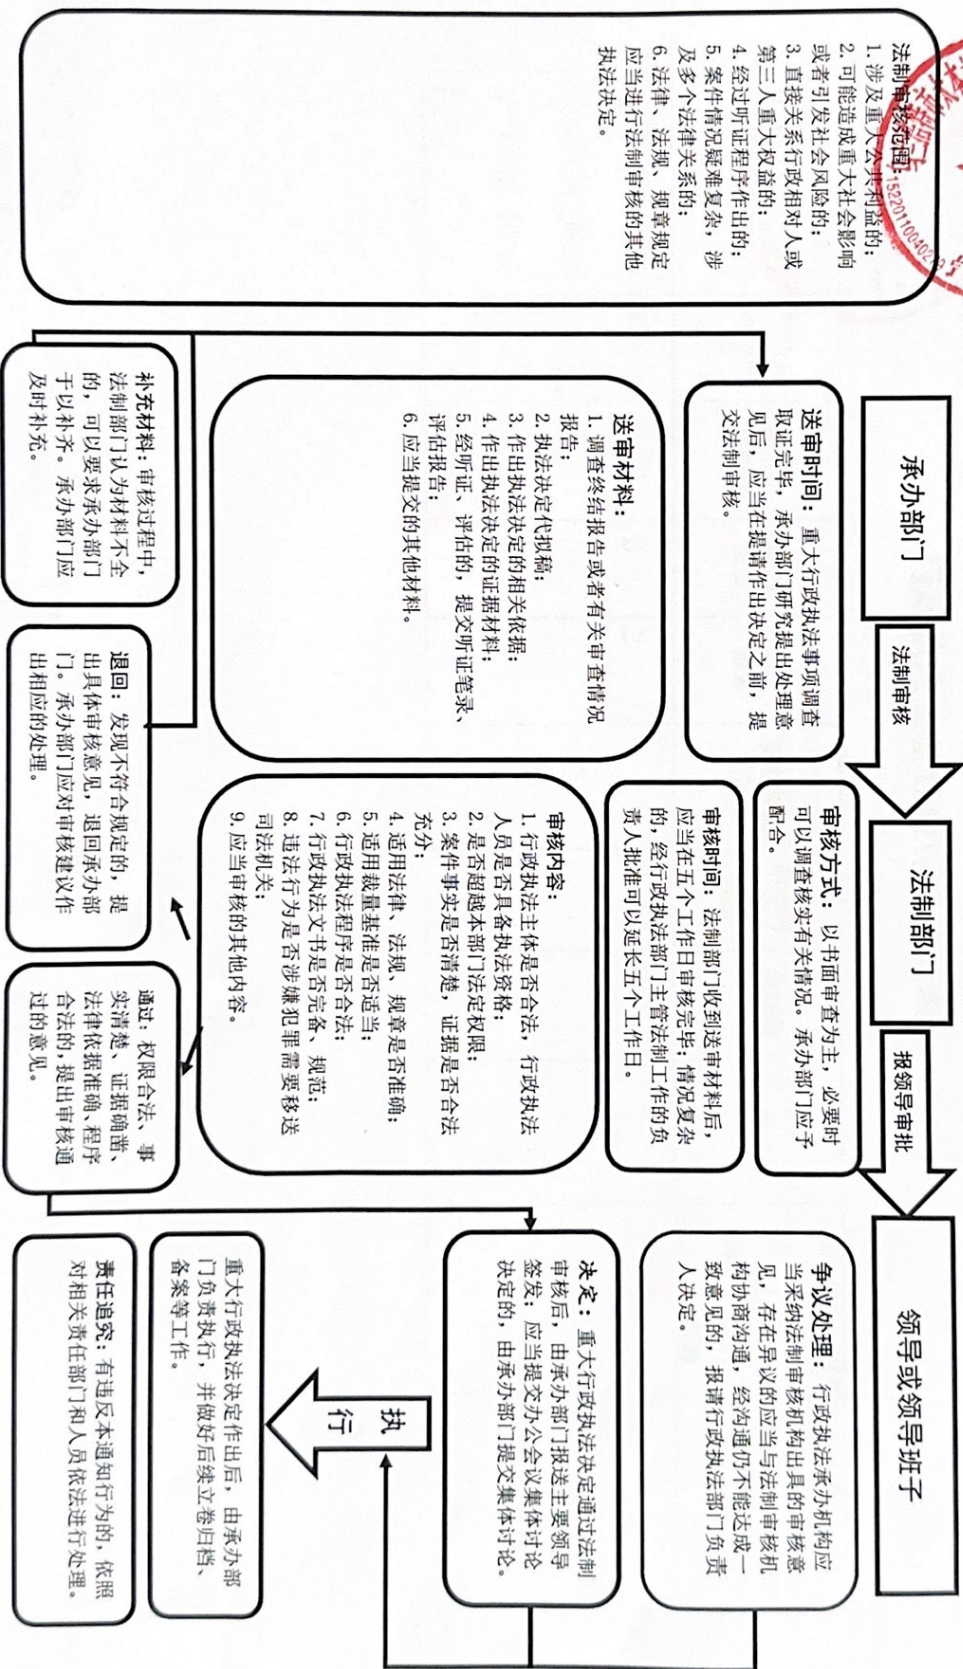 法制审核范围:
1. 涉及重大公共利益的；
2. 可能造成重大社会影响
或者引发社会风险的；
3. 直接关系行政相对人或
第三人重大权益的；
4. 经过听证程序作出的；
5. 案件情况疑难复杂，涉
及多个法律关系的；
6. 法律、法规、规章规定
应当进行法制审核的其他
执法决定。
承办部门
法制审核
法制部门
报领导审批
领导或领导班子
送审时间：重大行政执法事项调查
取证完毕，承办部门研究提出处理意
见后，应当在提请作出决定之前，提
交法制审核。
送审材料：
1. 调查终结报告或者有关审查情况
报告；
2. 执法决定代拟稿；
3. 作出执法决定的相关依据；
4. 作出执法决定的证据材料；
5. 经听证、评估的，提交听证笔录、
评估报告；
6. 应当提交的其他材料。
补充材料：审核过程中，
法制部门认为材料不全
的，可以要求承办部门
予以补齐。承办部门应
及时补充。
审核方式：以书面审查为主，必要时
可以调查核实有关情况。承办部门应予
配合。
审核时间：法制部门收到送审材料后，
应当在五个工作日审核完毕；情况复杂
的，经行政执法部门主管法制工作的负
责人批准可以延长五个工作日。
审核内容：
1. 行政执法主体是否合法，行政执法
人员是否具备执法资格；
2. 是否超越本部门法定权限；
3. 案件事实是否清楚，证据是否合法
充分；
4. 适用法律、法规、规章是否准确；
5. 适用裁量基准是否适当；
6. 行政执法程序是否合法；
7. 行政执法文书是否完备、规范；
8. 违法行为是否涉嫌犯罪需要移送
司法机关；
9. 应当审核的其他内容。
退回：发现不符合规定的，提
出具体审核意见，退回承办部
门。承办部门应对审核建议作
出相应的处理。
通过：权限合法、事
实清楚、证据确凿、
法律依据准确、程序
合法的，提出审核通
过的意见。
争议处理：行政执法承办机构应
当采纳法制审核机构出具的审核意
见，存在异议的应当与法制审核机
构协商沟通，经沟通仍不能达成一
致意见的，报请行政执法部门负责
人决定。
决定：重大行政执法决定通过法制
审核后，由承办部门报送主要领导
签发；应当提交办公会议集体讨论
决定的，由承办部门提交集体讨论。
执
行
重大行政执法决定作出后，由承办部
门负责执行，并做好后续立卷归档、
备案等工作。
责任追究：有违反本通知行为的，依照
对相关责任部门和人员依法进行处理。